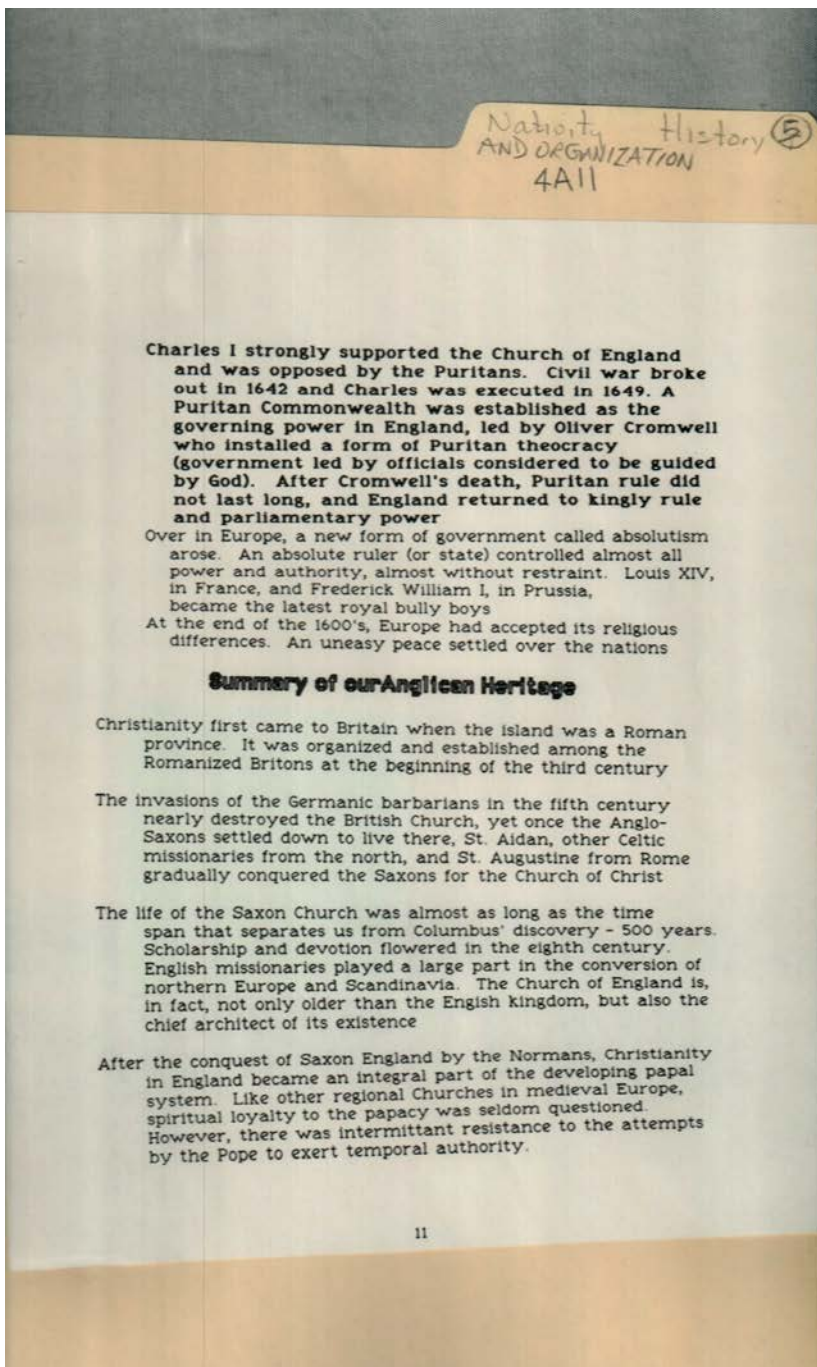 Nativity History 5
AND ORGANIZATION
4A11
Charles I strongly supported the Church of England
and was opposed by the Puritans. Civil war broke
out in 1642 and Charles was executed in 1649. A
Puritan Commonwealth was established as the
governing power in England, led by Oliver Cromwell
who installed a form of Puritan theocracy
(government led by officials considered to be guided
by God). After Cromwell's death, Puritan rule did
not last long, and England returned to kingly rule
and parliamentary power
Over in Europe, a new form of government called absolutism
arose. An absolute ruler (or state) controlled almost all
power and authority, almost without restraint. Louis XIV,
in France, and Frederick William I, in Prussia,
became the latest royal bully boys
At the end of the 1600's, Europe had accepted its religious
differences. An uneasy peace settled over the nations
Summary of ourAnglican Heritage
Christianity first came to Britain when the island was a Roman
province. It was organized and established among the
Romanized Britons at the beginning of the third century
The invasions of the Germanic barbarians in the fifth century
nearly destroyed the British Church, yet once the Anglo-
Saxons settled down to live there, St. Aidan, other Celtic
missionaries from the north, and St. Augustine from Rome
gradually conquered the Saxons for the Church of Christ
The life of the Saxon Church was almost as long as the time
span that separates us from Columbus' discovery - 500 years.
Scholarship and devotion flowered in the eighth century.
English missionaries played a large part in the conversion of
northern Europe and Scandinavia. The Church of England is,
in fact, not only older than the Engish kingdom, but also the
chief architect of its existence
After the conquest of Saxon England by the Normans, Christianity
in England became an integral part of the developing papal
system. Like other regional Churches in medieval Europe,
spiritual loyalty to the papacy was seldom questioned.
However, there was intermittant resistance to the attempts
by the Pope to exert temporal authority.
11